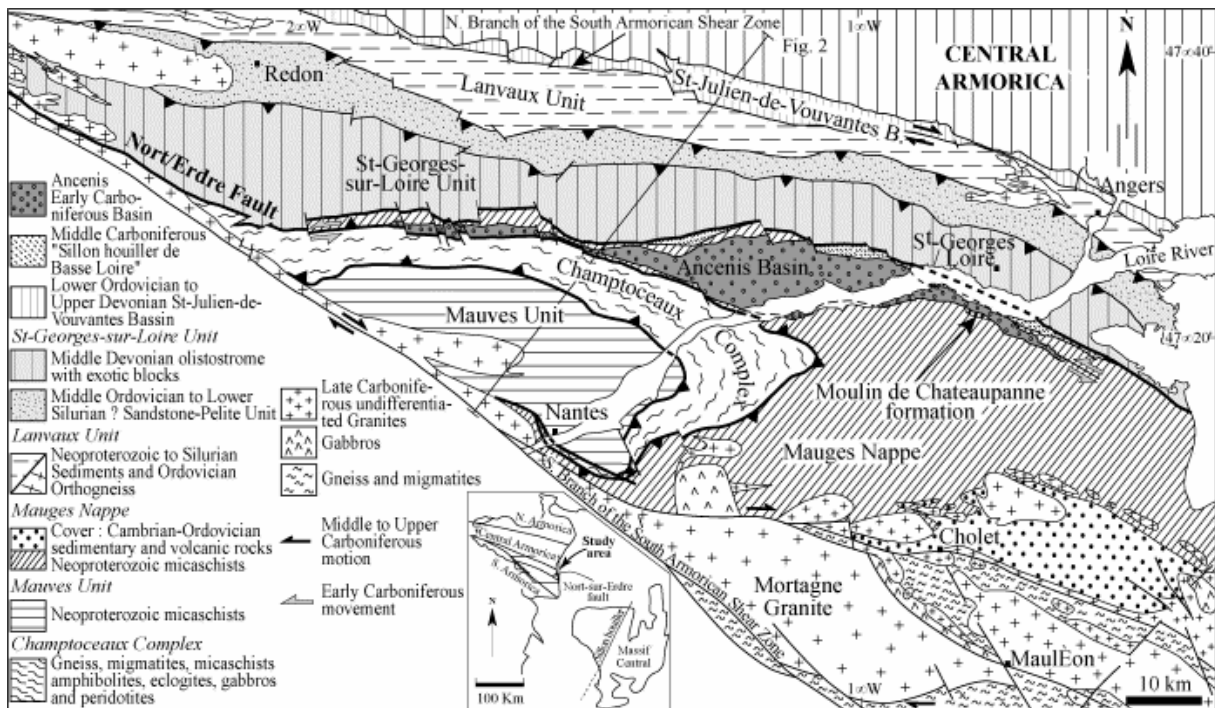 2∞W
N. Branch of the South Armorican Shear Zone
1∞W
Fig. 2
N
47∞40'
CENTRAL
ARMORICA
Redon
Lanvaux Unit
St-Julien-de-Vouvantes B.
Nort/Erdre Fault
St-Georges-
sur-Loire Unit
Angers
St-Georges
/ Loire
Loire River
Ancenis Basin
Champtoceaux
Complex
Mauves Unit
47∞20'
Moulin de Chateaupanne
formation
Nantes
Mauges Nappe
S. Branch of the South Armorican Shear Zone
Cholet
Mortagne
Granite
MaulÈon
1∞W
10 km
Ancenis
Early Carbo-
niferous Basin
Middle Carboniferous
"Sillon houiller de
Basse Loire"
Lower Ordovician to
Upper Devonian St-Julien-de-
Vouvantes Bassin
St-Georges-sur-Loire Unit
Middle Devonian olistostrome
with exotic blocks
Middle Ordovician to Lower
Silurian ? Sandstone-Pelite Unit
Lanvaux Unit
Neoproterozoic to Silurian
Sediments and Ordovician
Orthogneiss
Mauges Nappe
Cover : Cambrian-Ordovician
sedimentary and volcanic rocks
Neoproterozoic micaschists
Mauves Unit
Neoproterozoic micaschists
Champtoceaux Complex
Gneiss, migmatites, micaschists
amphibolites, eclogites, gabbros
and peridotites
Late Carbonife-
rous undifferentia-
ted Granites
Gabbros
Gneiss and migmatites
Middle to Upper
Carboniferous
motion
Early Carboniferous
movement
N. Armorica
Central Armorica
S. Armorica
Study
area
Nort-sur-Erdre
fault
N
Massif
Central
100 Km